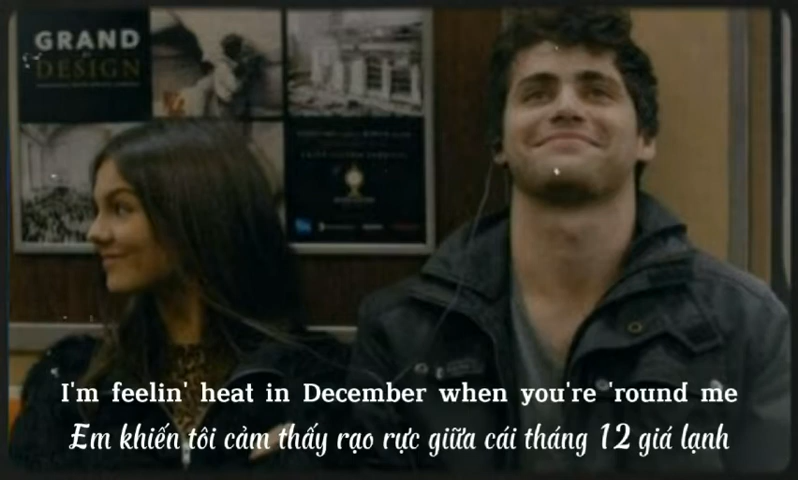 GRAND
DESIGN
I'm feelin' heat in December when you're 'round me
Em khiến tôi cảm thấy rạo rực giữa cái tháng 12 giá lạnh